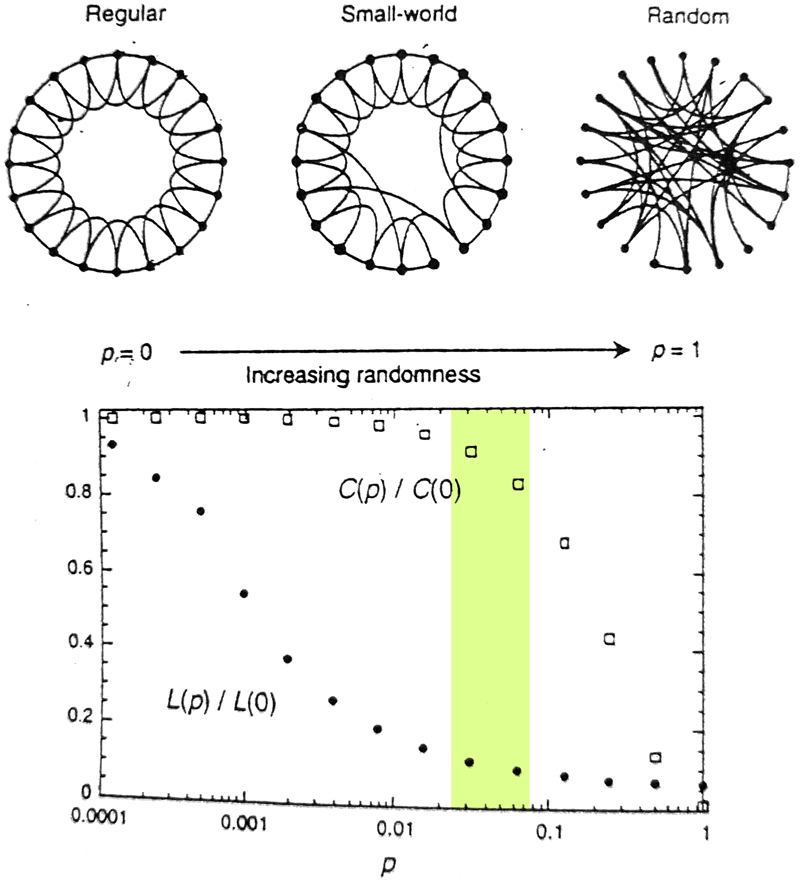 Regular Small-world Random
p = 0 p = 1
Increasing randomness
1
0.8
C(p) / C(0)
0.6
0.4
L(p) / L(0)
0.2
0
0.0001 0.001 0.01 0.1 1
p